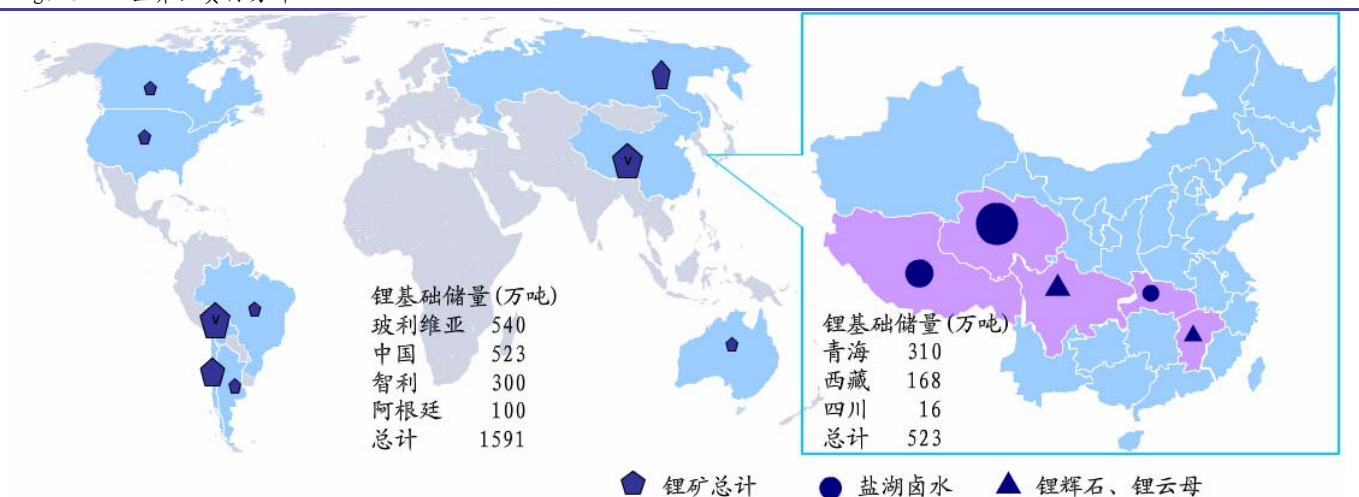 锂基础储量(万吨)
玻利维亚 540
中国 523
智利 300
阿根廷 100
总计 1591
锂基础储量(万吨)
青海 310
西藏 168
四川 16
总计 523
V
V
锂矿总计
盐湖卤水
锂辉石、锂云母